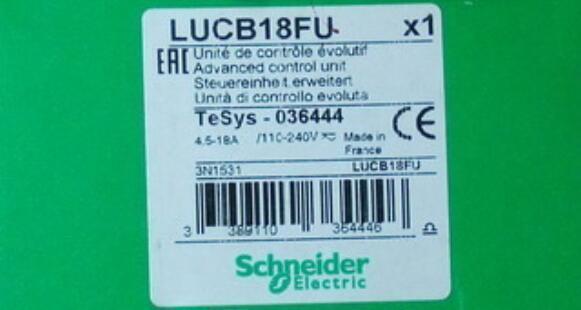 LUCB18FU x1
EAC Unité de contrôle évolutif
Advanced control unit
Steuereinheit.erweitert
Unità di controllo evoluta
TeSys - 036444
4.5-18A /110-240V Made in France
CE
3N1531 LUCB18FU
3 389110 364446
Schneider
Electric